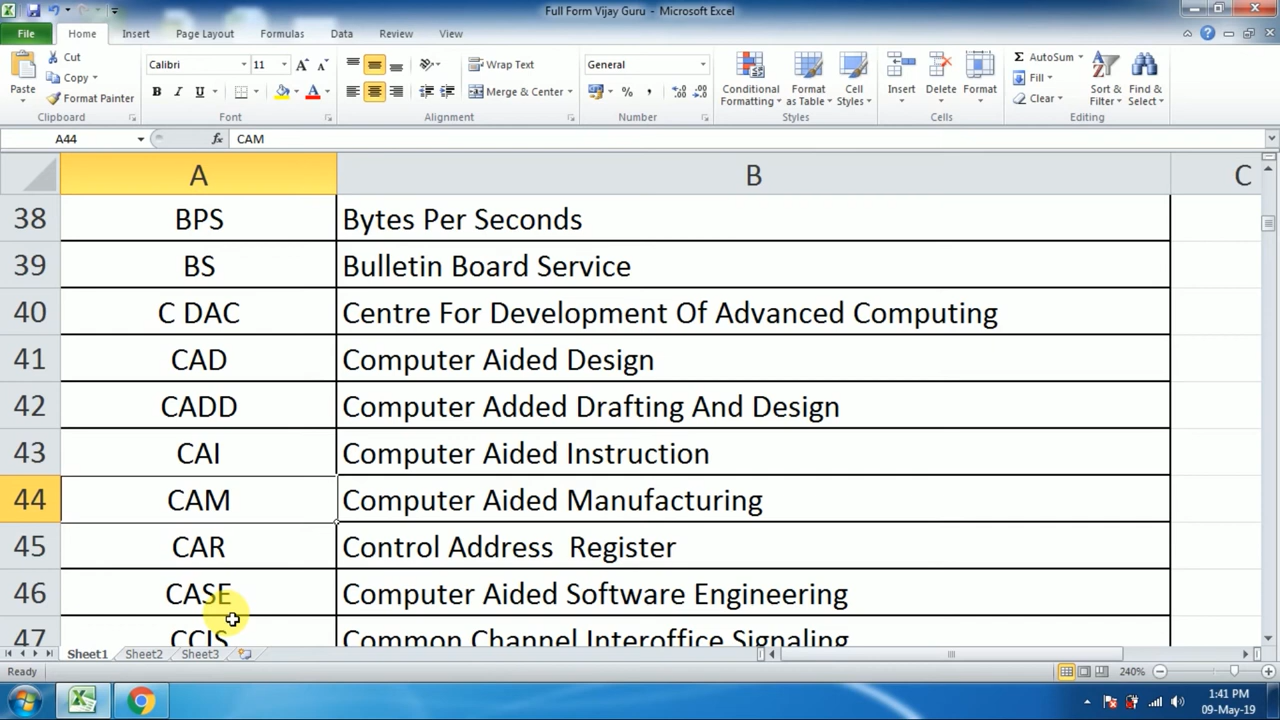 Full Form Vijay Guru - Microsoft Excel
File Home Insert Page Layout Formulas Data Review View
Cut
Copy
Format Painter
Paste
Clipboard
Calibri 11
B I U
Font
Wrap Text
Merge & Center
Alignment
General
%
Number
Conditional Formatting
Format as Table
Cell Styles
Styles
Insert Delete Format
Cells
AutoSum
Fill
Clear
Sort & Filter
Find & Select
Editing
A44 fx CAM
A B C
38 BPS Bytes Per Seconds
39 BS Bulletin Board Service
40 C DAC Centre For Development Of Advanced Computing
41 CAD Computer Aided Design
42 CADD Computer Added Drafting And Design
43 CAI Computer Aided Instruction
44 CAM Computer Aided Manufacturing
45 CAR Control Address  Register
46 CASE Computer Aided Software Engineering
47 CCIS Common Channel Interoffice Signaling
Sheet1 Sheet2 Sheet3
Ready 240%
1:41 PM
09-May-19